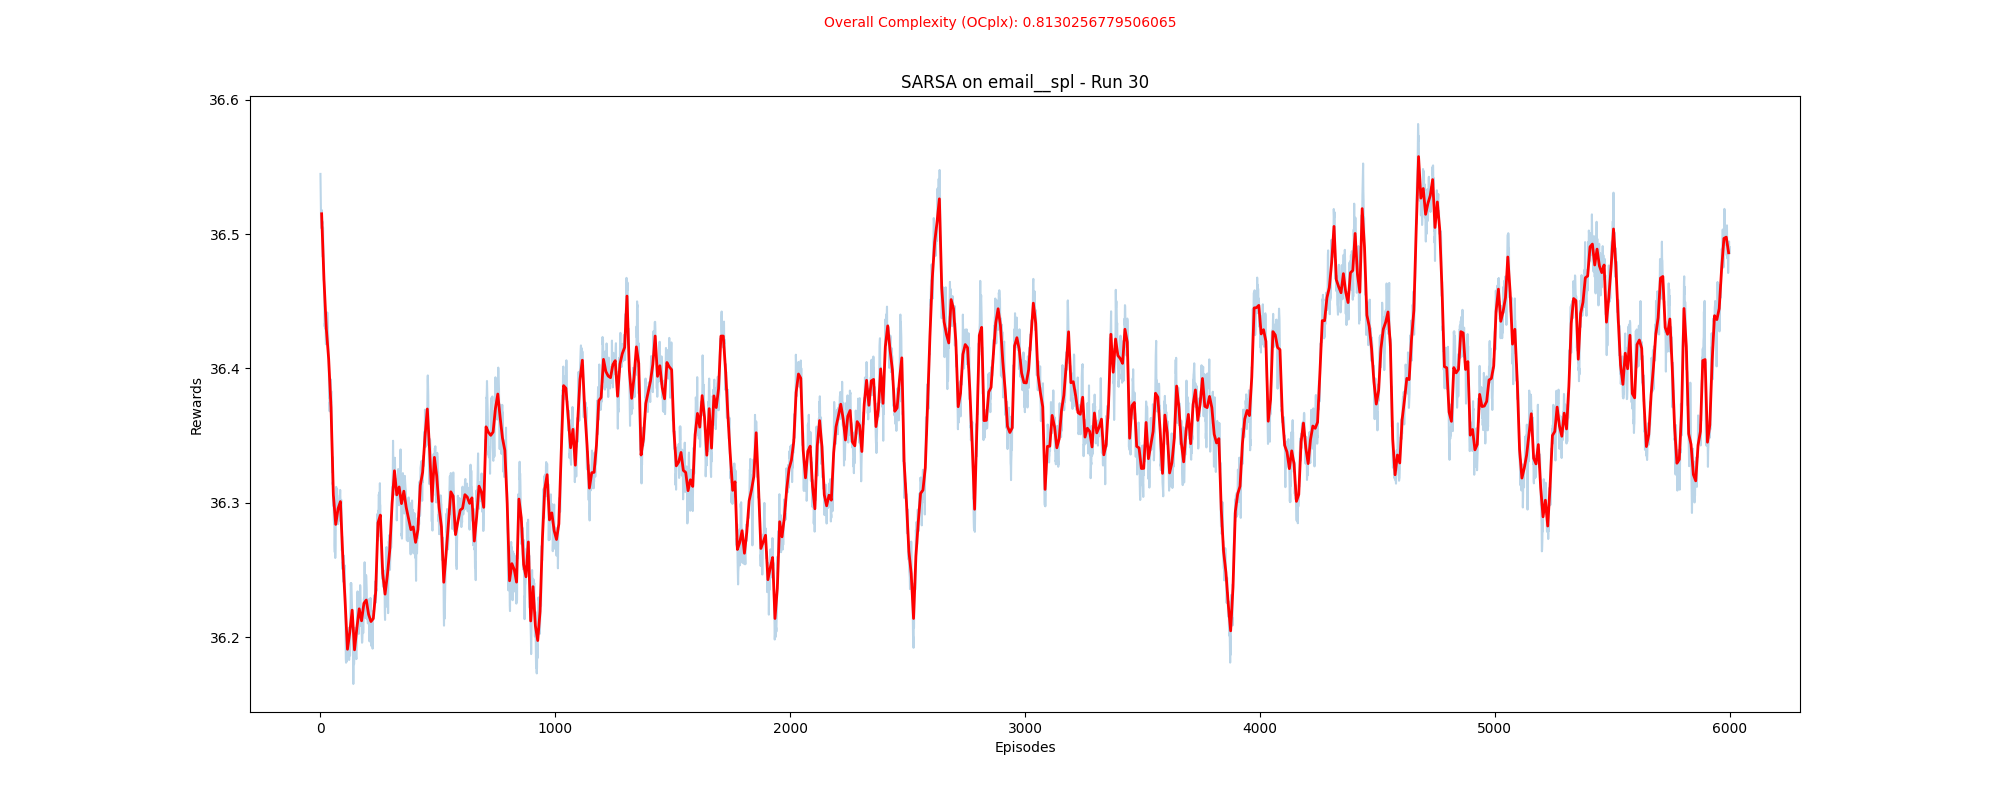 Overall Complexity (OCplx): 0.8130256779506065
SARSA on email__spl - Run 30
36.6
36.5
36.4
36.3
36.2
Rewards
0 1000 2000 3000 4000 5000 6000
Episodes